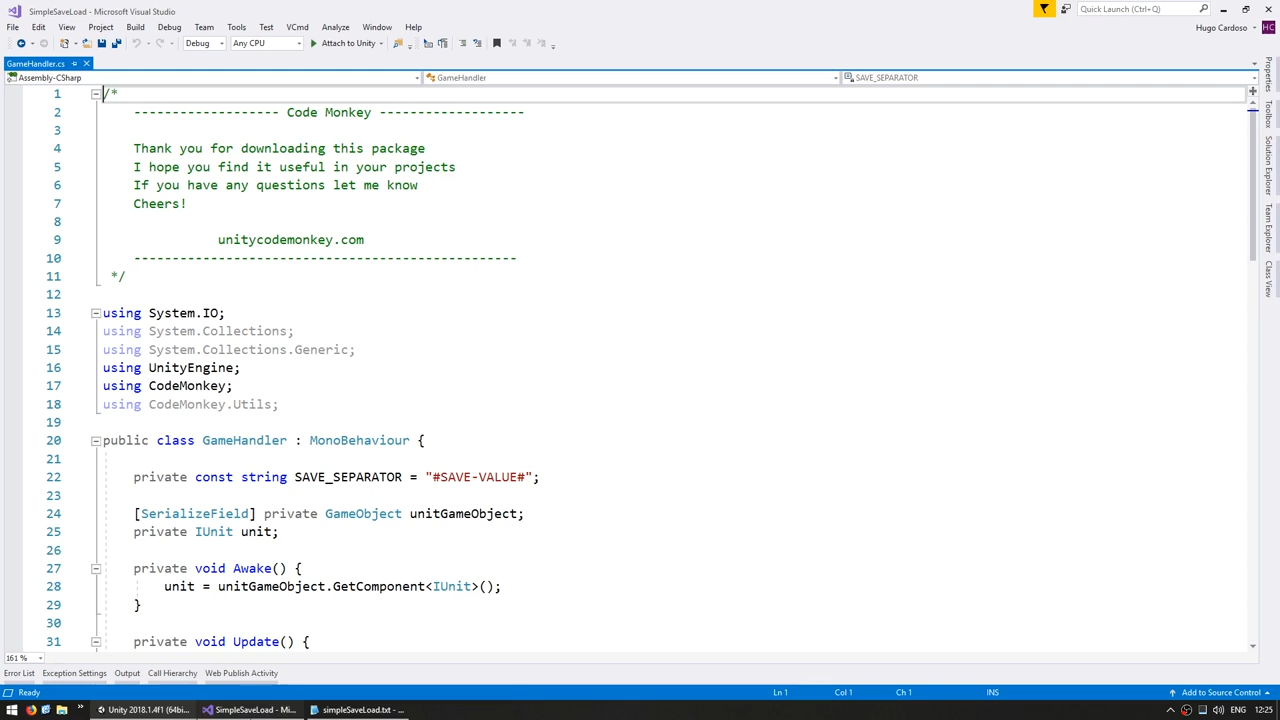 SimpleSaveLoad - Microsoft Visual Studio
Quick Launch (Ctrl+Q)
File Edit View Project Build Debug Team Tools Test VCmd Analyze Window Help
Hugo Cardoso HC
Debug Any CPU Attach to Unity
GameHandler.cs
Assembly-CSharp GameHandler SAVE_SEPARATOR
1 /*
2 ------------------- Code Monkey -------------------
3
4 Thank you for downloading this package
5 I hope you find it useful in your projects
6 If you have any questions let me know
7 Cheers!
8
9 unitycodemonkey.com
10 --------------------------------------------------
11 */
12
13 using System.IO;
14 using System.Collections;
15 using System.Collections.Generic;
16 using UnityEngine;
17 using CodeMonkey;
18 using CodeMonkey.Utils;
19
20 public class GameHandler : MonoBehaviour {
21
22 private const string SAVE_SEPARATOR = "#SAVE-VALUE#";
23
24 [SerializeField] private GameObject unitGameObject;
25 private IUnit unit;
26
27 private void Awake() {
28 unit = unitGameObject.GetComponent<IUnit>();
29 }
30
31 private void Update() {
Properties
Toolbox
Solution Explorer
Team Explorer
Class View
161 %
Error List Exception Settings Output Call Hierarchy Web Publish Activity
Ready Ln 1 Col 1 Ch 1 INS Add to Source Control
Unity 2018.1.4f1 (64bi... SimpleSaveLoad - Mi... simpleSaveLoad.txt - ... ENG 12:25